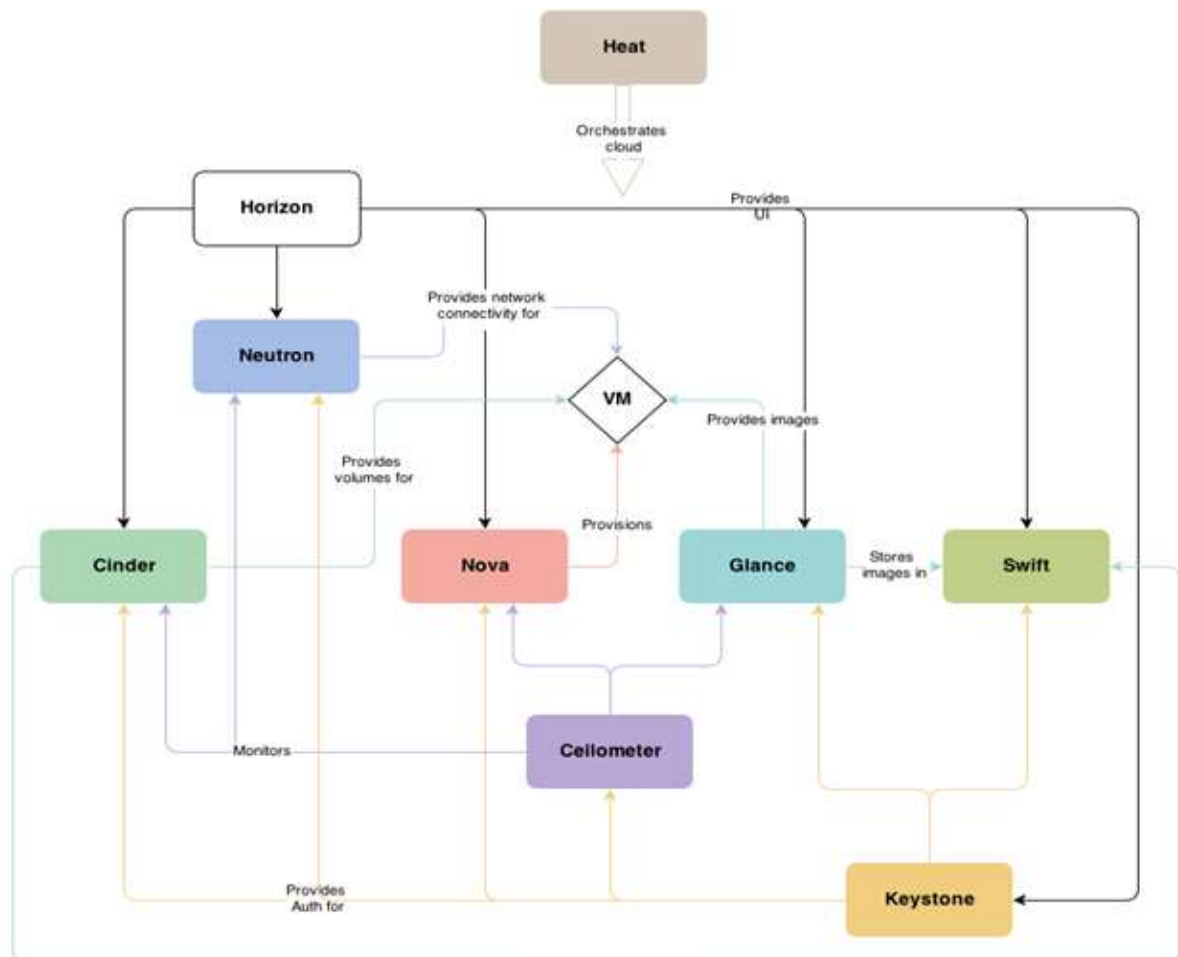 Heat
Orchestrates
cloud
Horizon
Provides
UI
Provides network
connectivity for
Neutron
VM
Provides images
Provides
volumes for
Provisions
Cinder
Nova
Glance
Stores
images in
Swift
Monitors
Ceilometer
Provides
Auth for
Keystone